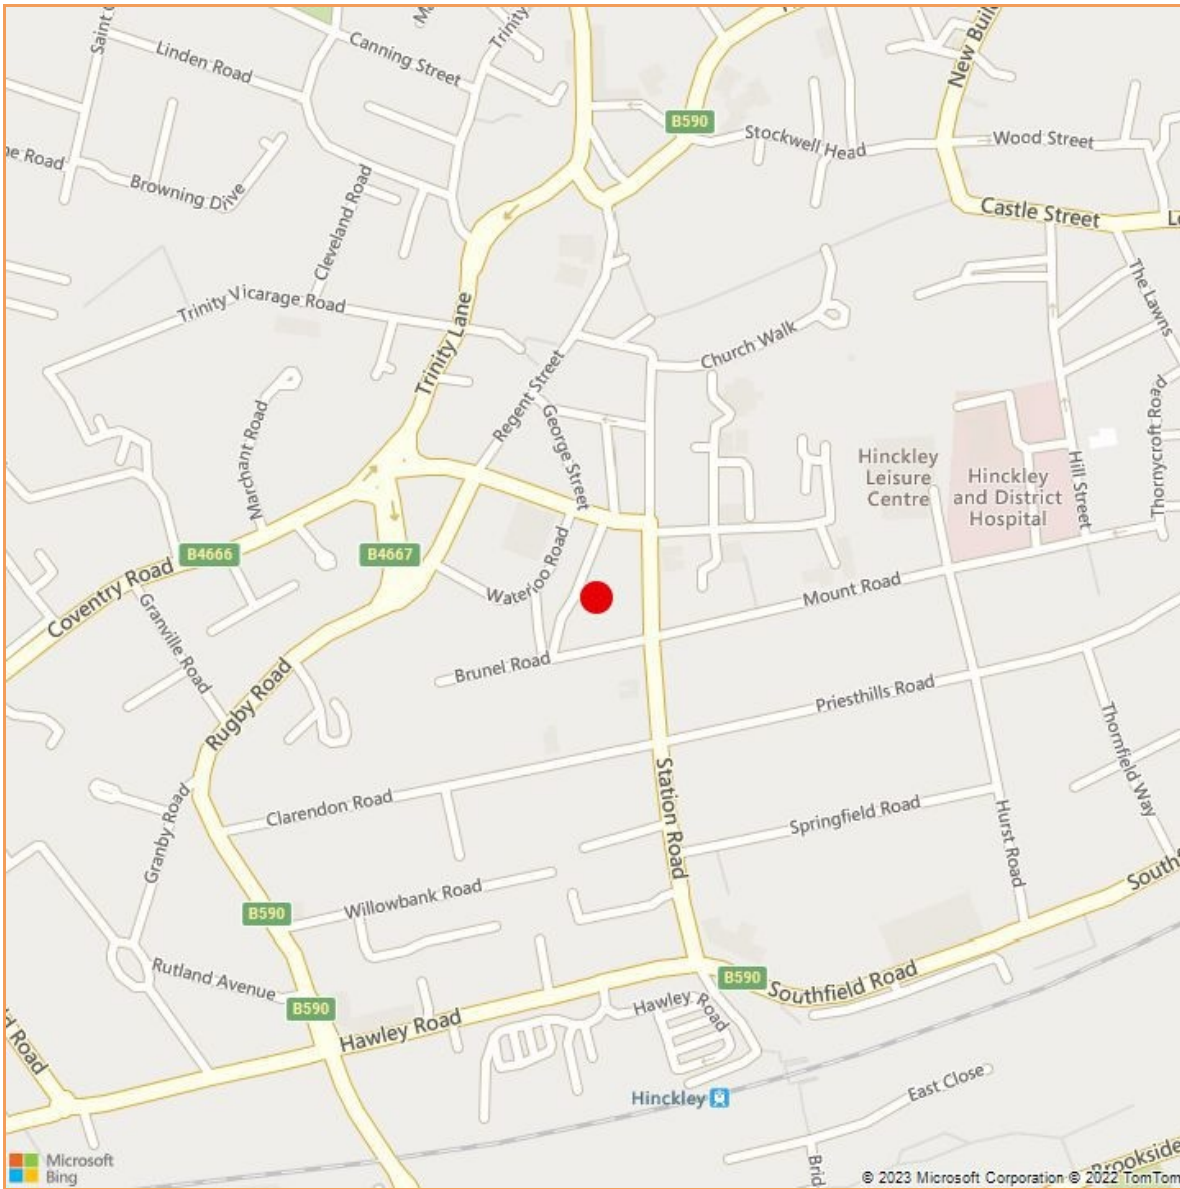 Saint
Linden Road
Canning Street
Trinity
New Buil
B590
Stockwell Head
Wood Street
ne Road
Browning Drive
Cleveland Road
Castle Street
The Lawns
Trinity Vicarage Road
Trinity Lane
Church Walk
Regent Street
George Street
Marchant Road
Thornycroft Road
Hill Street
Hinckley
Leisure
Centre
Hinckley
and District
Hospital
B4666
B4667
Coventry Road
Waterloo Road
Mount Road
Granville Road
Brunel Road
Rugby Road
Priesthills Road
Thornfield Way
Station Road
Clarendon Road
Springfield Road
Granby Road
Hurst Road
Willowbank Road
B590
Southf
Rutland Avenue
B590
B590
Southfield Road
Hawley Road
Hawley Road
d Road
Hinckley
East Close
Brid
Brookside
Microsoft
Bing
© 2023 Microsoft Corporation © 2022 TomTom